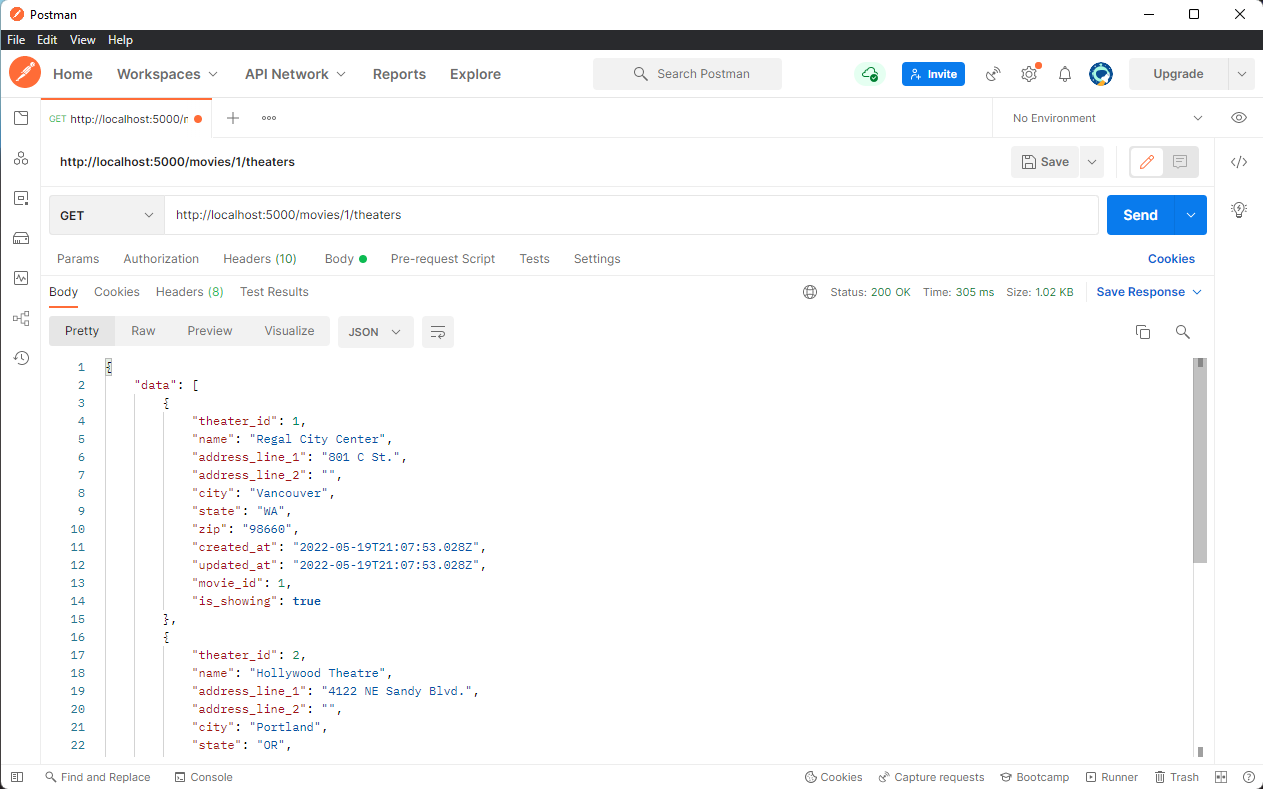 Postman
File Edit View Help
Home Workspaces API Network Reports Explore Search Postman Invite Upgrade
GET http://localhost:5000/r No Environment
http://localhost:5000/movies/1/theaters Save
GET http://localhost:5000/movies/1/theaters Send
Params Authorization Headers (10) Body Pre-request Script Tests Settings Cookies
Body Cookies Headers (8) Test Results Status: 200 OK Time: 305 ms Size: 1.02 KB Save Response
Pretty Raw Preview Visualize JSON
1 {
2 "data": [
3 {
4 "theater_id": 1,
5 "name": "Regal City Center",
6 "address_line_1": "801 C St.",
7 "address_line_2": "",
8 "city": "Vancouver",
9 "state": "WA",
10 "zip": "98660",
11 "created_at": "2022-05-19T21:07:53.028Z",
12 "updated_at": "2022-05-19T21:07:53.028Z",
13 "movie_id": 1,
14 "is_showing": true
15 },
16 {
17 "theater_id": 2,
18 "name": "Hollywood Theatre",
19 "address_line_1": "4122 NE Sandy Blvd.",
20 "address_line_2": "",
21 "city": "Portland",
22 "state": "OR",
Find and Replace Console Cookies Capture requests Bootcamp Runner Trash